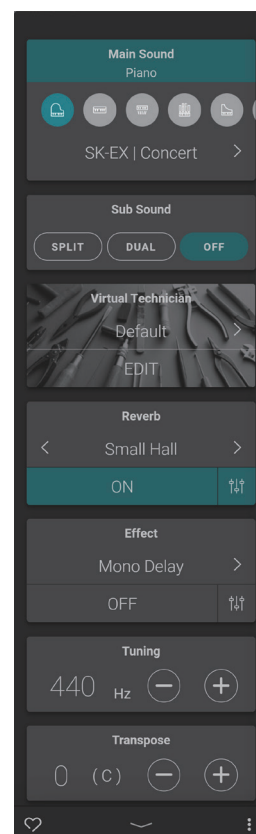 Main Sound
Piano
SK-EX | Concert
Sub Sound
SPLIT DUAL OFF
Virtual Technician
Default
EDIT
Reverb
Small Hall
ON
Effect
Mono Delay
OFF
Tuning
440 Hz
Transpose
0 (C)